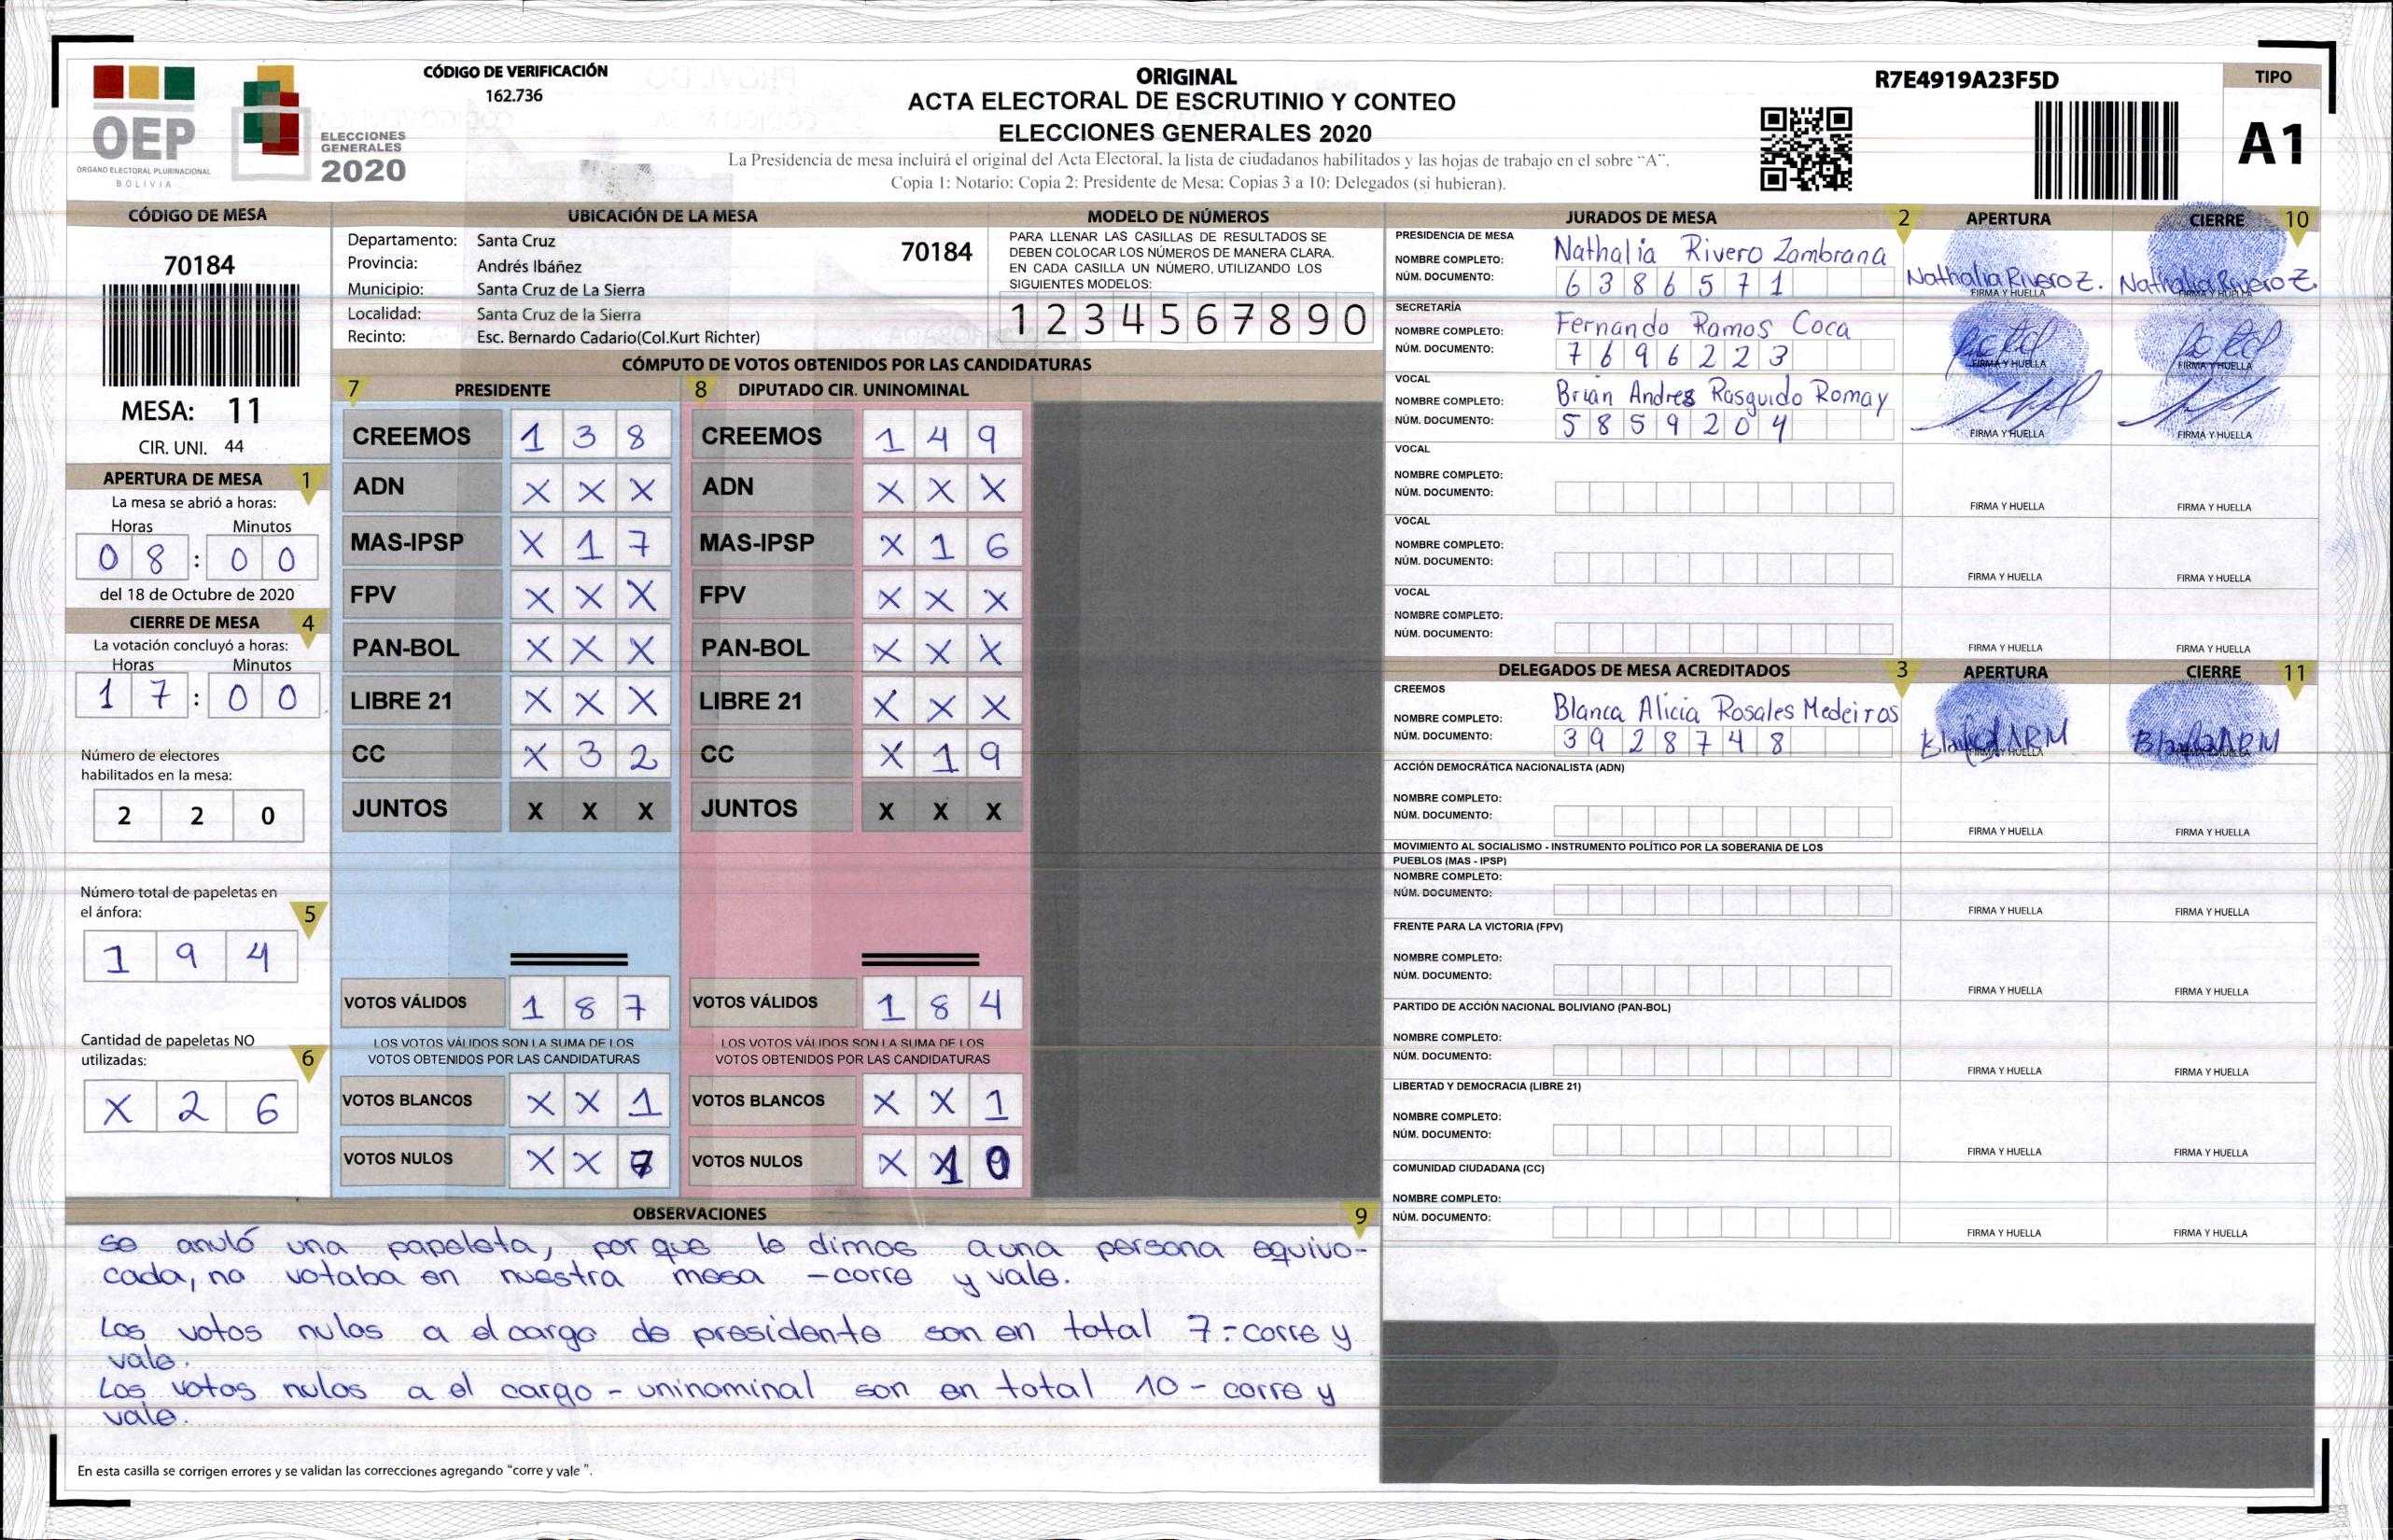 CÓDIGO DE VERIFICACIÓN
162.736
OEP
ÓRGANO ELECTORAL PLURINACIONAL
BOLIVIA
ELECCIONES
GENERALES
2020
ORIGINAL
ACTA ELECTORAL DE ESCRUTINIO Y CONTEO
ELECCIONES GENERALES 2020
La Presidencia de mesa incluirá el original del Acta Electoral, la lista de ciudadanos habilitados y las hojas de trabajo en el sobre "A".
Copia 1: Notario: Copia 2: Presidente de Mesa: Copias 3 a 10: Delegados (si hubieran).
R7E4919A23F5D
TIPO
A1
CÓDIGO DE MESA
70184
MESA: 11
CIR. UNI. 44
APERTURA DE MESA 1
La mesa se abrió a horas:
Horas Minutos
0 8 : 0 0
del 18 de Octubre de 2020
CIERRE DE MESA 4
La votación concluyó a horas:
Horas Minutos
1 7 : 0 0
Número de electores
habilitados en la mesa:
2 2 0
Número total de papeletas en
el ánfora: 5
1 9 4
Cantidad de papeletas NO
utilizadas: 6
X 2 6
UBICACIÓN DE LA MESA
Departamento: Santa Cruz 70184
Provincia: Andrés Ibáñez
Municipio: Santa Cruz de La Sierra
Localidad: Santa Cruz de la Sierra
Recinto: Esc. Bernardo Cadario(Col.Kurt Richter)
MODELO DE NÚMEROS
PARA LLENAR LAS CASILLAS DE RESULTADOS SE
DEBEN COLOCAR LOS NÚMEROS DE MANERA CLARA.
EN CADA CASILLA UN NÚMERO, UTILIZANDO LOS
SIGUIENTES MODELOS:
1 2 3 4 5 6 7 8 9 0
CÓMPUTO DE VOTOS OBTENIDOS POR LAS CANDIDATURAS
7 PRESIDENTE
CREEMOS 1 3 8
ADN X X X
MAS-IPSP X 1 7
FPV X X X
PAN-BOL X X X
LIBRE 21 X X X
CC X 3 2
JUNTOS X X X
VOTOS VÁLIDOS 1 8 7
LOS VOTOS VÁLIDOS SON LA SUMA DE LOS
VOTOS OBTENIDOS POR LAS CANDIDATURAS
VOTOS BLANCOS X X 1
VOTOS NULOS X X 7
8 DIPUTADO CIR. UNINOMINAL
CREEMOS 1 4 9
ADN X X X
MAS-IPSP X 1 6
FPV X X X
PAN-BOL X X X
LIBRE 21 X X X
CC X 1 9
JUNTOS X X X
VOTOS VÁLIDOS 1 8 4
LOS VOTOS VÁLIDOS SON LA SUMA DE LOS
VOTOS OBTENIDOS POR LAS CANDIDATURAS
VOTOS BLANCOS X X 1
VOTOS NULOS X 1 0
OBSERVACIONES 9
se anuló una papeleta, por que le dimos a una persona equivo-
cada, no votaba en nuestra mesa - corre y vale.
Los votos nulos a el cargo de presidente son en total 7 - corre y
vale.
Los votos nulos a el cargo - uninominal son en total 10 - corre y
vale.
En esta casilla se corrigen errores y se validan las correcciones agregando "corre y vale ".
JURADOS DE MESA 2 APERTURA CIERRE 10
PRESIDENCIA DE MESA
NOMBRE COMPLETO: Nathalia Rivero Zambrana
NÚM. DOCUMENTO: 6 3 8 6 5 7 1
Nathalia Rivero Z. Nathalia Rivero Z.
FIRMA Y HUELLA FIRMA Y HUELLA
SECRETARÍA
NOMBRE COMPLETO: Fernando Ramos Coca
NÚM. DOCUMENTO: 7 6 9 6 2 2 3
FIRMA Y HUELLA FIRMA Y HUELLA
VOCAL
NOMBRE COMPLETO: Brian Andres Rasguido Romay
NÚM. DOCUMENTO: 5 8 5 9 2 0 4
FIRMA Y HUELLA FIRMA Y HUELLA
VOCAL
NOMBRE COMPLETO:
NÚM. DOCUMENTO:
FIRMA Y HUELLA FIRMA Y HUELLA
VOCAL
NOMBRE COMPLETO:
NÚM. DOCUMENTO:
FIRMA Y HUELLA FIRMA Y HUELLA
VOCAL
NOMBRE COMPLETO:
NÚM. DOCUMENTO:
FIRMA Y HUELLA FIRMA Y HUELLA
DELEGADOS DE MESA ACREDITADOS 3 APERTURA CIERRE 11
CREEMOS
NOMBRE COMPLETO: Blanca Alicia Rosales Medeiros
NÚM. DOCUMENTO: 3 9 2 8 7 4 8
FIRMA Y HUELLA FIRMA Y HUELLA
ACCIÓN DEMOCRÁTICA NACIONALISTA (ADN)
NOMBRE COMPLETO:
NÚM. DOCUMENTO:
FIRMA Y HUELLA FIRMA Y HUELLA
MOVIMIENTO AL SOCIALISMO - INSTRUMENTO POLÍTICO POR LA SOBERANIA DE LOS
PUEBLOS (MAS - IPSP)
NOMBRE COMPLETO:
NÚM. DOCUMENTO:
FIRMA Y HUELLA FIRMA Y HUELLA
FRENTE PARA LA VICTORIA (FPV)
NOMBRE COMPLETO:
NÚM. DOCUMENTO:
FIRMA Y HUELLA FIRMA Y HUELLA
PARTIDO DE ACCIÓN NACIONAL BOLIVIANO (PAN-BOL)
NOMBRE COMPLETO:
NÚM. DOCUMENTO:
FIRMA Y HUELLA FIRMA Y HUELLA
LIBERTAD Y DEMOCRACIA (LIBRE 21)
NOMBRE COMPLETO:
NÚM. DOCUMENTO:
FIRMA Y HUELLA FIRMA Y HUELLA
COMUNIDAD CIUDADANA (CC)
NOMBRE COMPLETO:
NÚM. DOCUMENTO:
FIRMA Y HUELLA FIRMA Y HUELLA